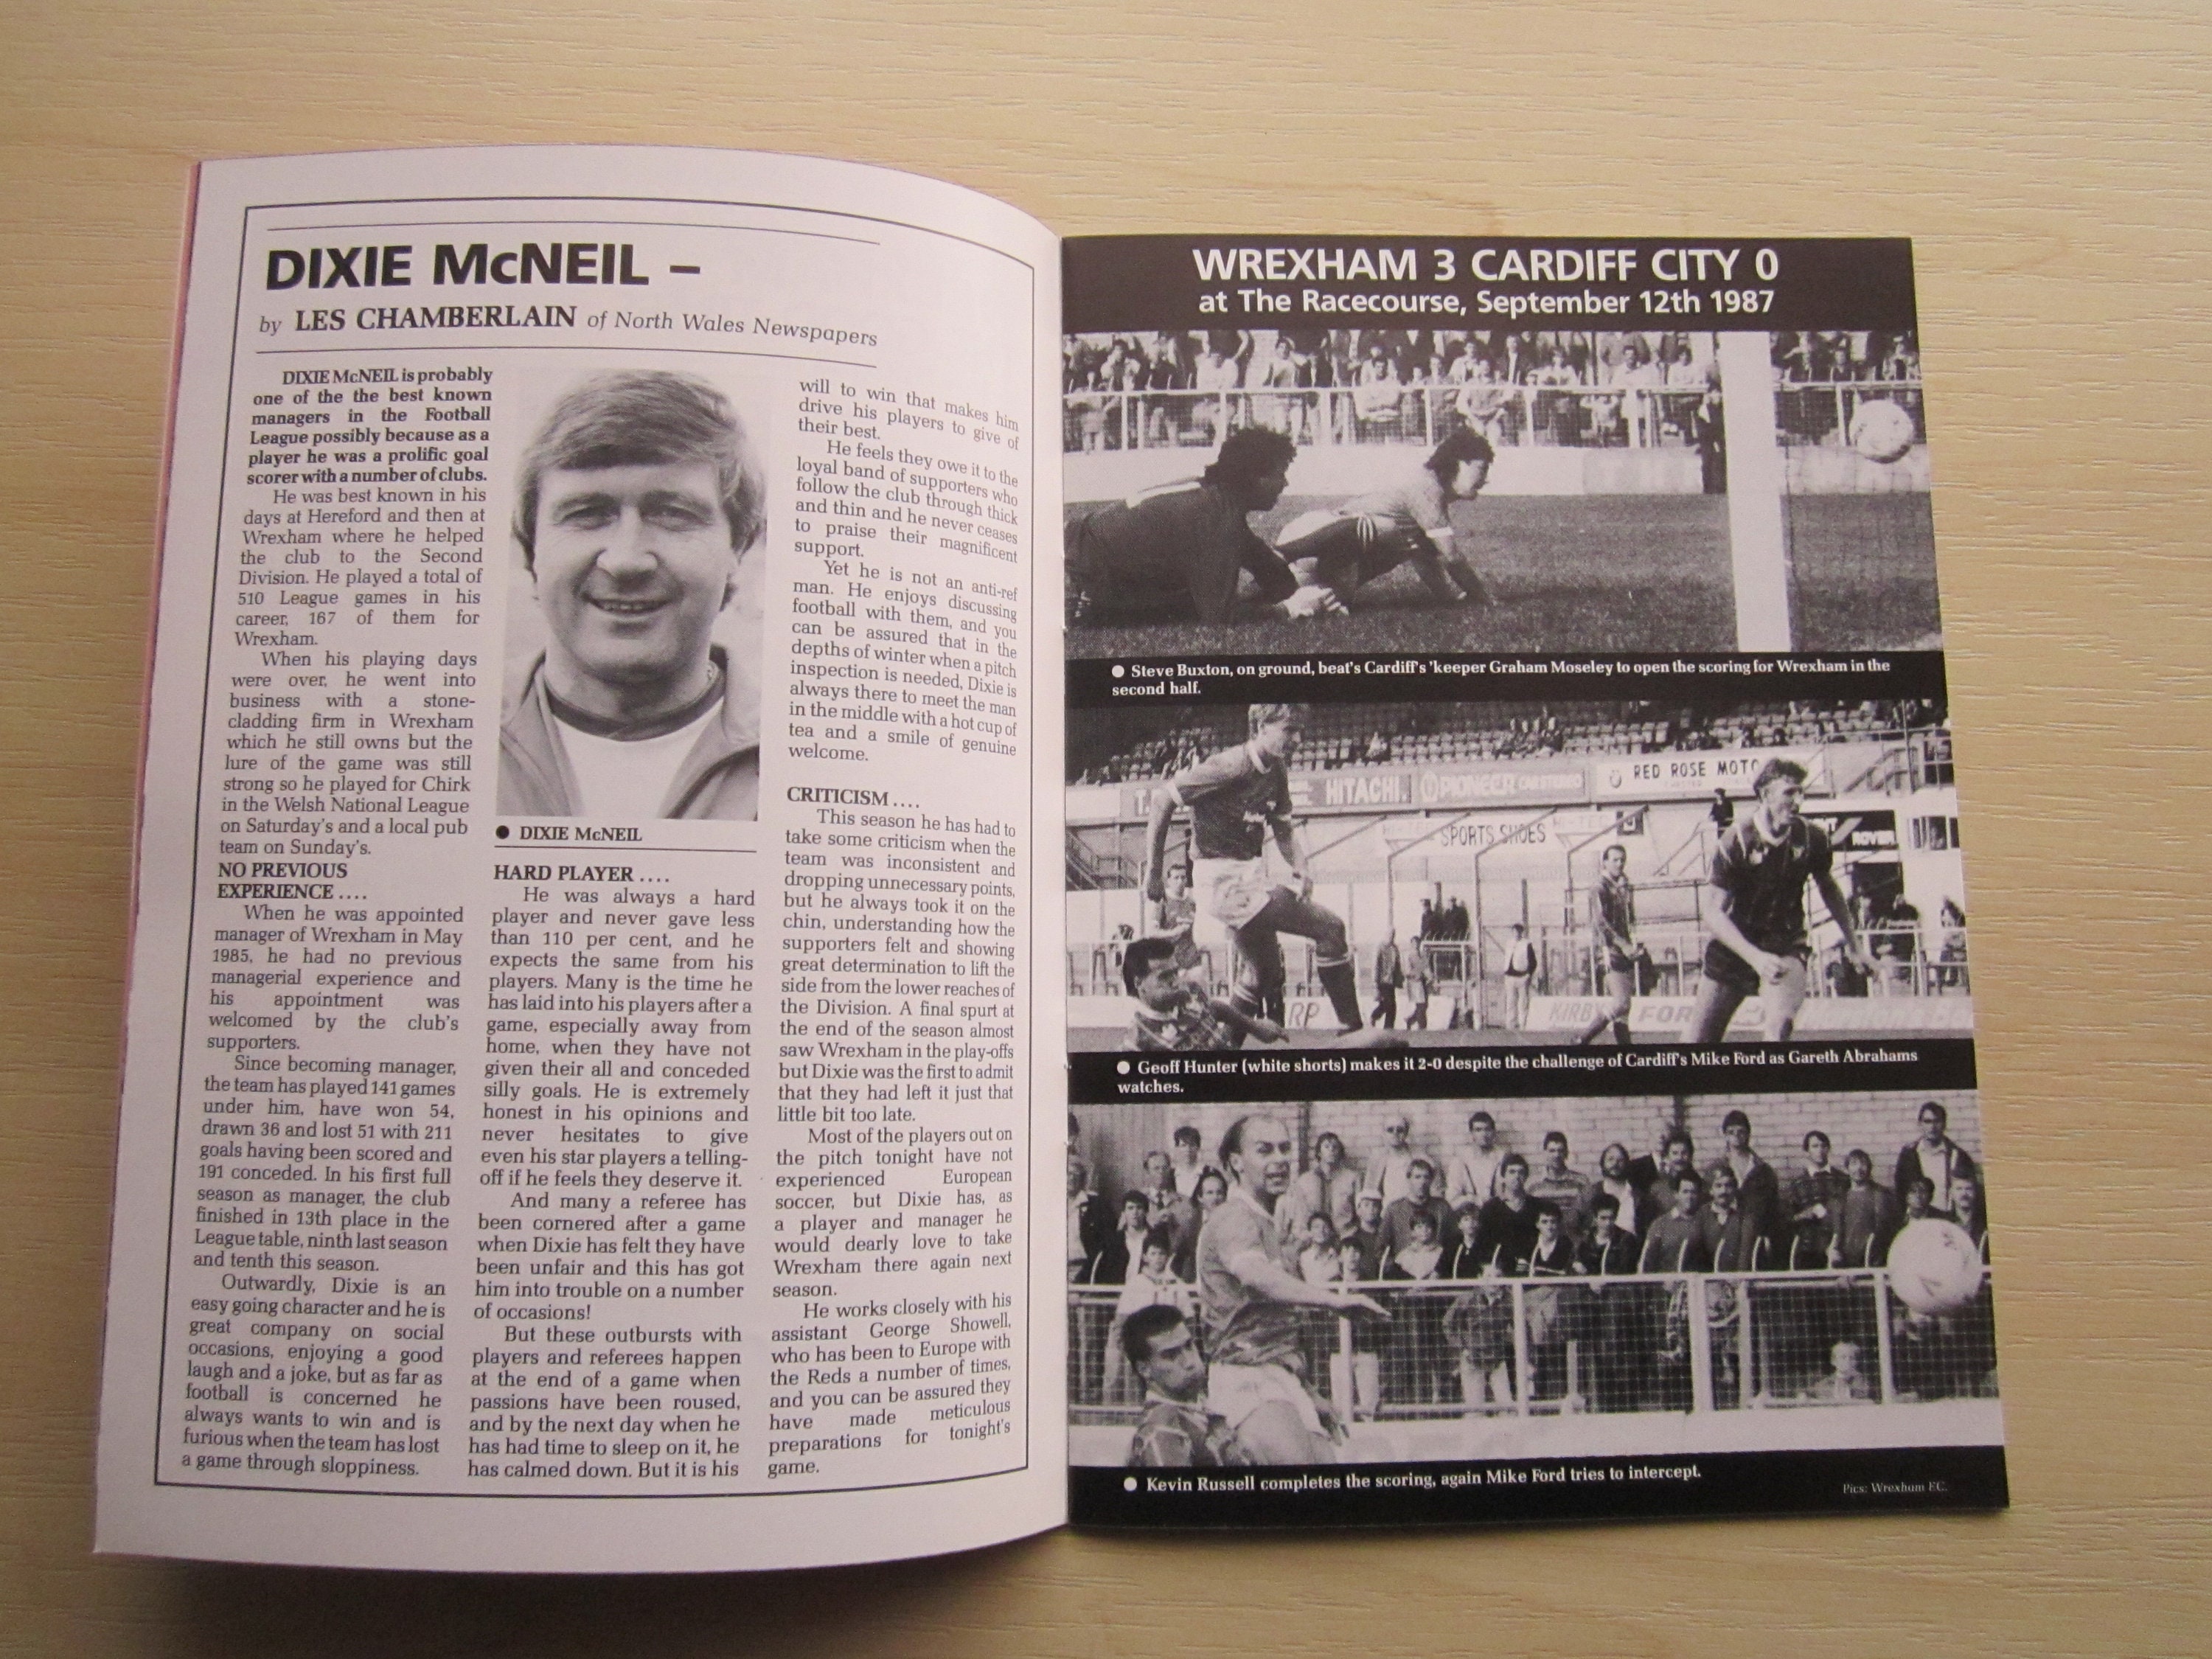 DIXIE McNEIL –
by LES CHAMBERLAIN of North Wales Newspapers
DIXIE McNEIL is probably
one of the the best known
managers in the Football
League possibly because as a
player he was a prolific goal
scorer with a number of clubs.
He was best known in his
days at Hereford and then at
Wrexham where he helped
the club to the Second
Division. He played a total of
510 League games in his
career, 167 of them for
Wrexham.
When his playing days
were over, he went into
business with a stone-
cladding firm in Wrexham
which he still owns but the
lure of the game was still
strong so he played for Chirk
in the Welsh National League
on Saturday's and a local pub
team on Sunday's.
NO PREVIOUS
EXPERIENCE ....
When he was appointed
manager of Wrexham in May
1985, he had no previous
managerial experience and
his appointment was
welcomed by the club's
supporters.
Since becoming manager,
the team has played 141 games
under him, have won 54,
drawn 36 and lost 51 with 211
goals having been scored and
191 conceded. In his first full
season as manager, the club
finished in 13th place in the
League table, ninth last season
and tenth this season.
Outwardly, Dixie is an
easy going character and he is
great company on social
occasions, enjoying a good
laugh and a joke, but as far as
football is concerned he
always wants to win and is
furious when the team has lost
a game through sloppiness.
● DIXIE McNEIL
HARD PLAYER ....
He was always a hard
player and never gave less
than 110 per cent, and he
expects the same from his
players. Many is the time he
has laid into his players after a
game, especially away from
home, when they have not
given their all and conceded
silly goals. He is extremely
honest in his opinions and
never hesitates to give
even his star players a telling-
off if he feels they deserve it.
And many a referee has
been cornered after a game
when Dixie has felt they have
been unfair and this has got
him into trouble on a number
of occasions!
But these outbursts with
players and referees happen
at the end of a game when
passions have been roused,
and by the next day when he
has had time to sleep on it, he
has calmed down. But it is his
will to win that makes him
drive his players to give of
their best.
He feels they owe it to the
loyal band of supporters who
follow the club through thick
and thin and he never ceases
to praise their magnificent
support.
Yet he is not an anti-ref
man. He enjoys discussing
football with them, and you
can be assured that in the
depths of winter when a pitch
inspection is needed, Dixie is
always there to meet the man
in the middle with a hot cup of
tea and a smile of genuine
welcome.
CRITICISM ....
This season he has had to
take some criticism when the
team was inconsistent and
dropping unnecessary points,
but he always took it on the
chin, understanding how the
supporters felt and showing
great determination to lift the
side from the lower reaches of
the Division. A final spurt at
the end of the season almost
saw Wrexham in the play-offs
but Dixie was the first to admit
that they had left it just that
little bit too late.
Most of the players out on
the pitch tonight have not
experienced European
soccer, but Dixie has, as
a player and manager he
would dearly love to take
Wrexham there again next
season.
He works closely with his
assistant George Showell,
who has been to Europe with
the Reds a number of times,
and you can be assured they
have made meticulous
preparations for tonight's
game.
WREXHAM 3 CARDIFF CITY 0
at The Racecourse, September 12th 1987
● Steve Buxton, on ground, beat's Cardiff's 'keeper Graham Moseley to open the scoring for Wrexham in the
second half.
HITACHI
PIONEER
RED ROSE MOTO
SPORTS SHOES
ROVER
RP
KIRBY
FOR
● Geoff Hunter (white shorts) makes it 2-0 despite the challenge of Cardiff's Mike Ford as Gareth Abrahams
watches.
● Kevin Russell completes the scoring, again Mike Ford tries to intercept.
Pics: Wrexham F.C.